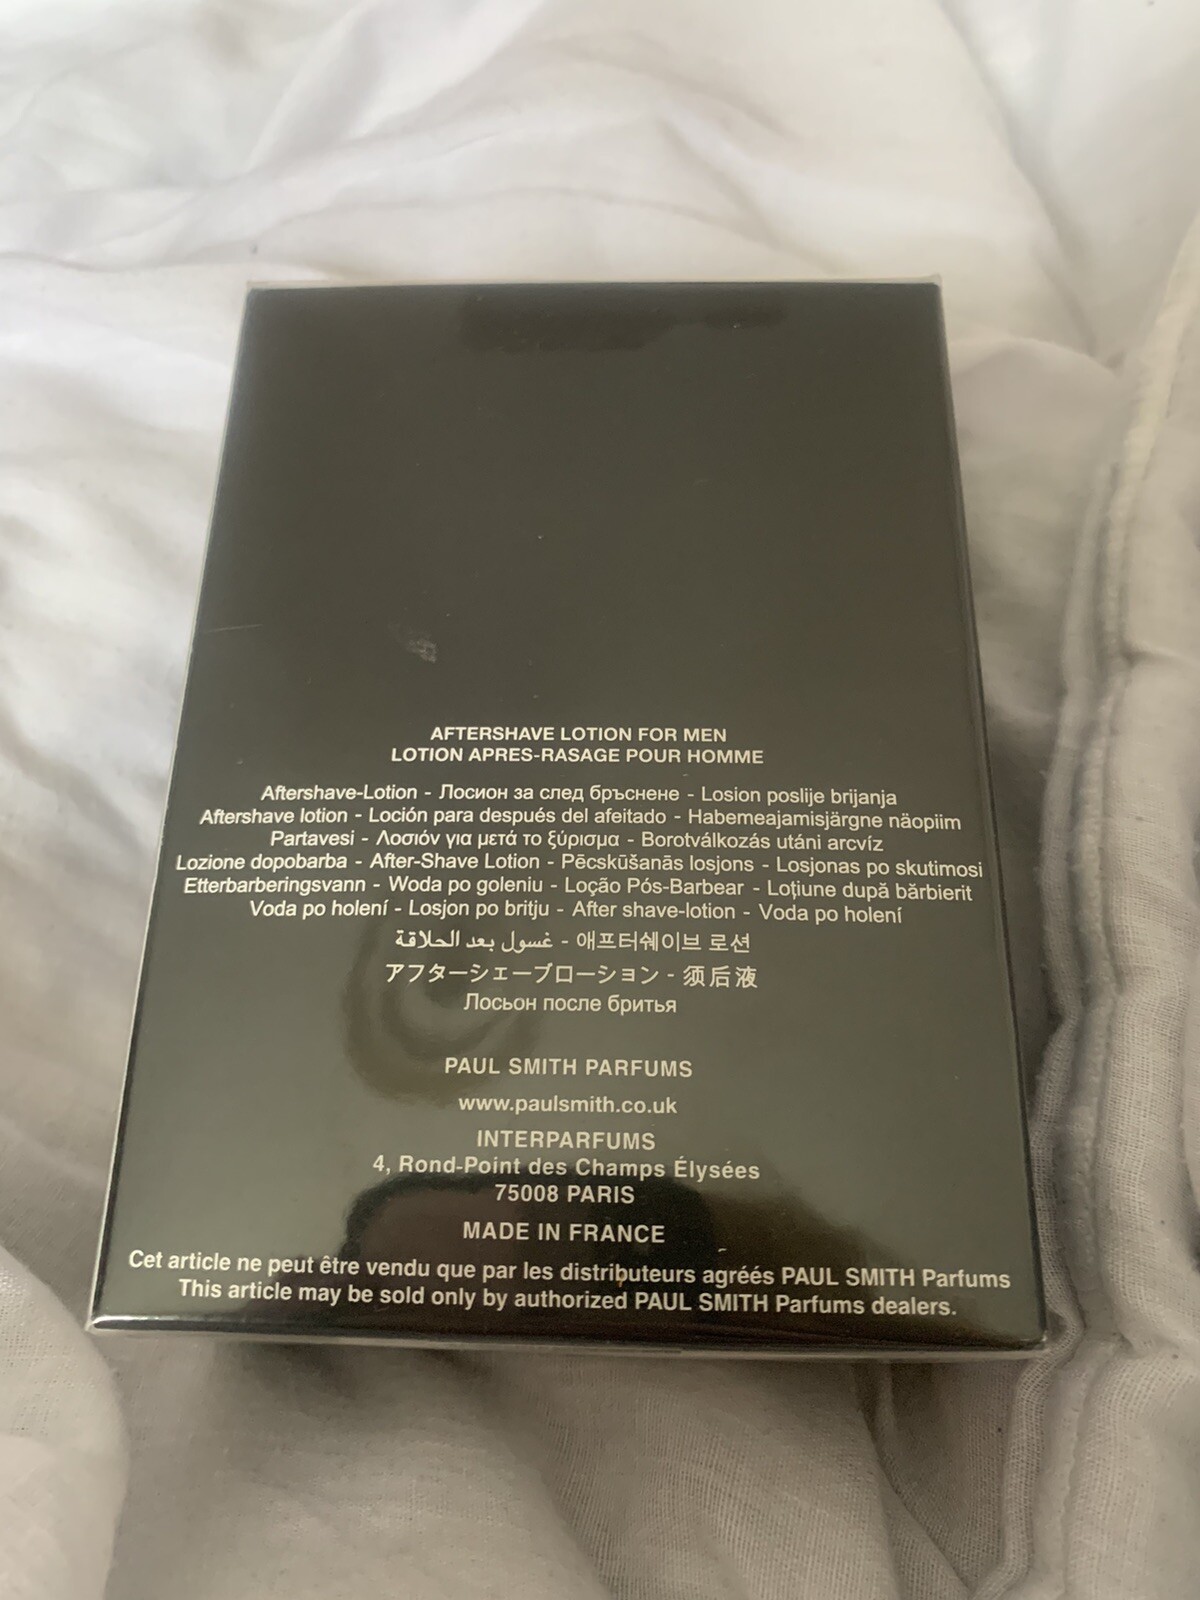 AFTERSHAVE LOTION FOR MEN
LOTION APRES-RASAGE POUR HOMME
Aftershave-Lotion - Лосион за след бръснене - Losion poslije brijanja
Aftershave lotion - Loción para después del afeitado - Habemeajamisjärgne näopiim
Partavesi - Λοσιόν για μετά το ξύρισμα - Borotválkozás utáni arcvíz
Lozione dopobarba - After-Shave Lotion - Pēcskūšanās losjons - Losjonas po skutimosi
Etterbarberingsvann - Woda po goleniu - Loção Pós-Barbear - Loțiune după bărbierit
Voda po holení - Losjon po britju - After shave-lotion - Voda po holení
غسول بعد الحلاقة - 애프터쉐이브 로션
アフターシェーブローション - 须后液
Лосьон после бритья
PAUL SMITH PARFUMS
www.paulsmith.co.uk
INTERPARFUMS
4, Rond-Point des Champs Élysées
75008 PARIS
MADE IN FRANCE
Cet article ne peut être vendu que par les distributeurs agréés PAUL SMITH Parfums
This article may be sold only by authorized PAUL SMITH Parfums dealers.